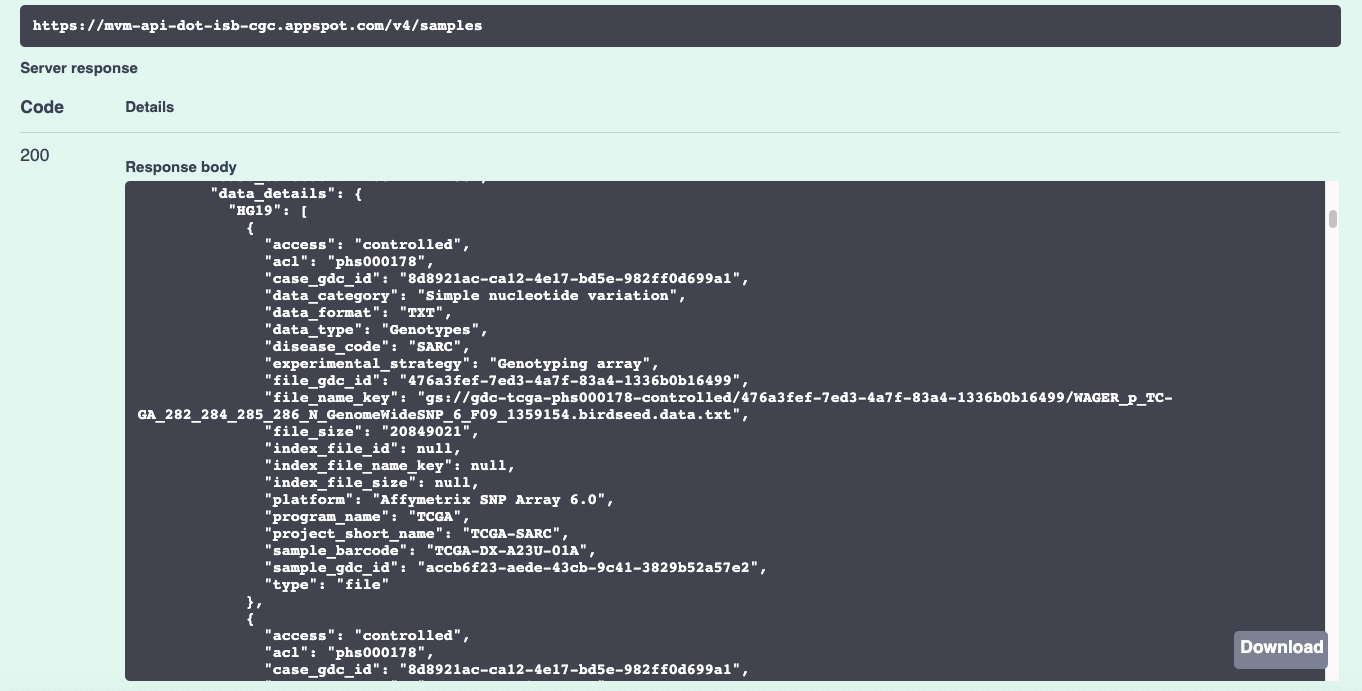 https://mvm-api-dot-isb-cgc.appspot.com/v4/samples
Server response
Code Details
200
Response body
"data_details": {
"HG19": [
{
"access": "controlled",
"acl": "phs000178",
"case_gdc_id": "8d8921ac-ca12-4e17-bd5e-982ff0d699a1",
"data_category": "Simple nucleotide variation",
"data_format": "TXT",
"data_type": "Genotypes",
"disease_code": "SARC",
"experimental_strategy": "Genotyping array",
"file_gdc_id": "476a3fef-7ed3-4a7f-83a4-1336b0b16499",
"file_name_key": "gs://gdc-tcga-phs000178-controlled/476a3fef-7ed3-4a7f-83a4-1336b0b16499/WAGER_p_TC-
GA_282_284_285_286_N_GenomeWideSNP_6_F09_1359154.birdseed.data.txt",
"file_size": "20849021",
"index_file_id": null,
"index_file_name_key": null,
"index_file_size": null,
"platform": "Affymetrix SNP Array 6.0",
"program_name": "TCGA",
"project_short_name": "TCGA-SARC",
"sample_barcode": "TCGA-DX-A23U-01A",
"sample_gdc_id": "accb6f23-aede-43cb-9c41-3829b52a57e2",
"type": "file"
},
{
"access": "controlled",
"acl": "phs000178",
"case_gdc_id": "8d8921ac-ca12-4e17-bd5e-982ff0d699a1",
Download